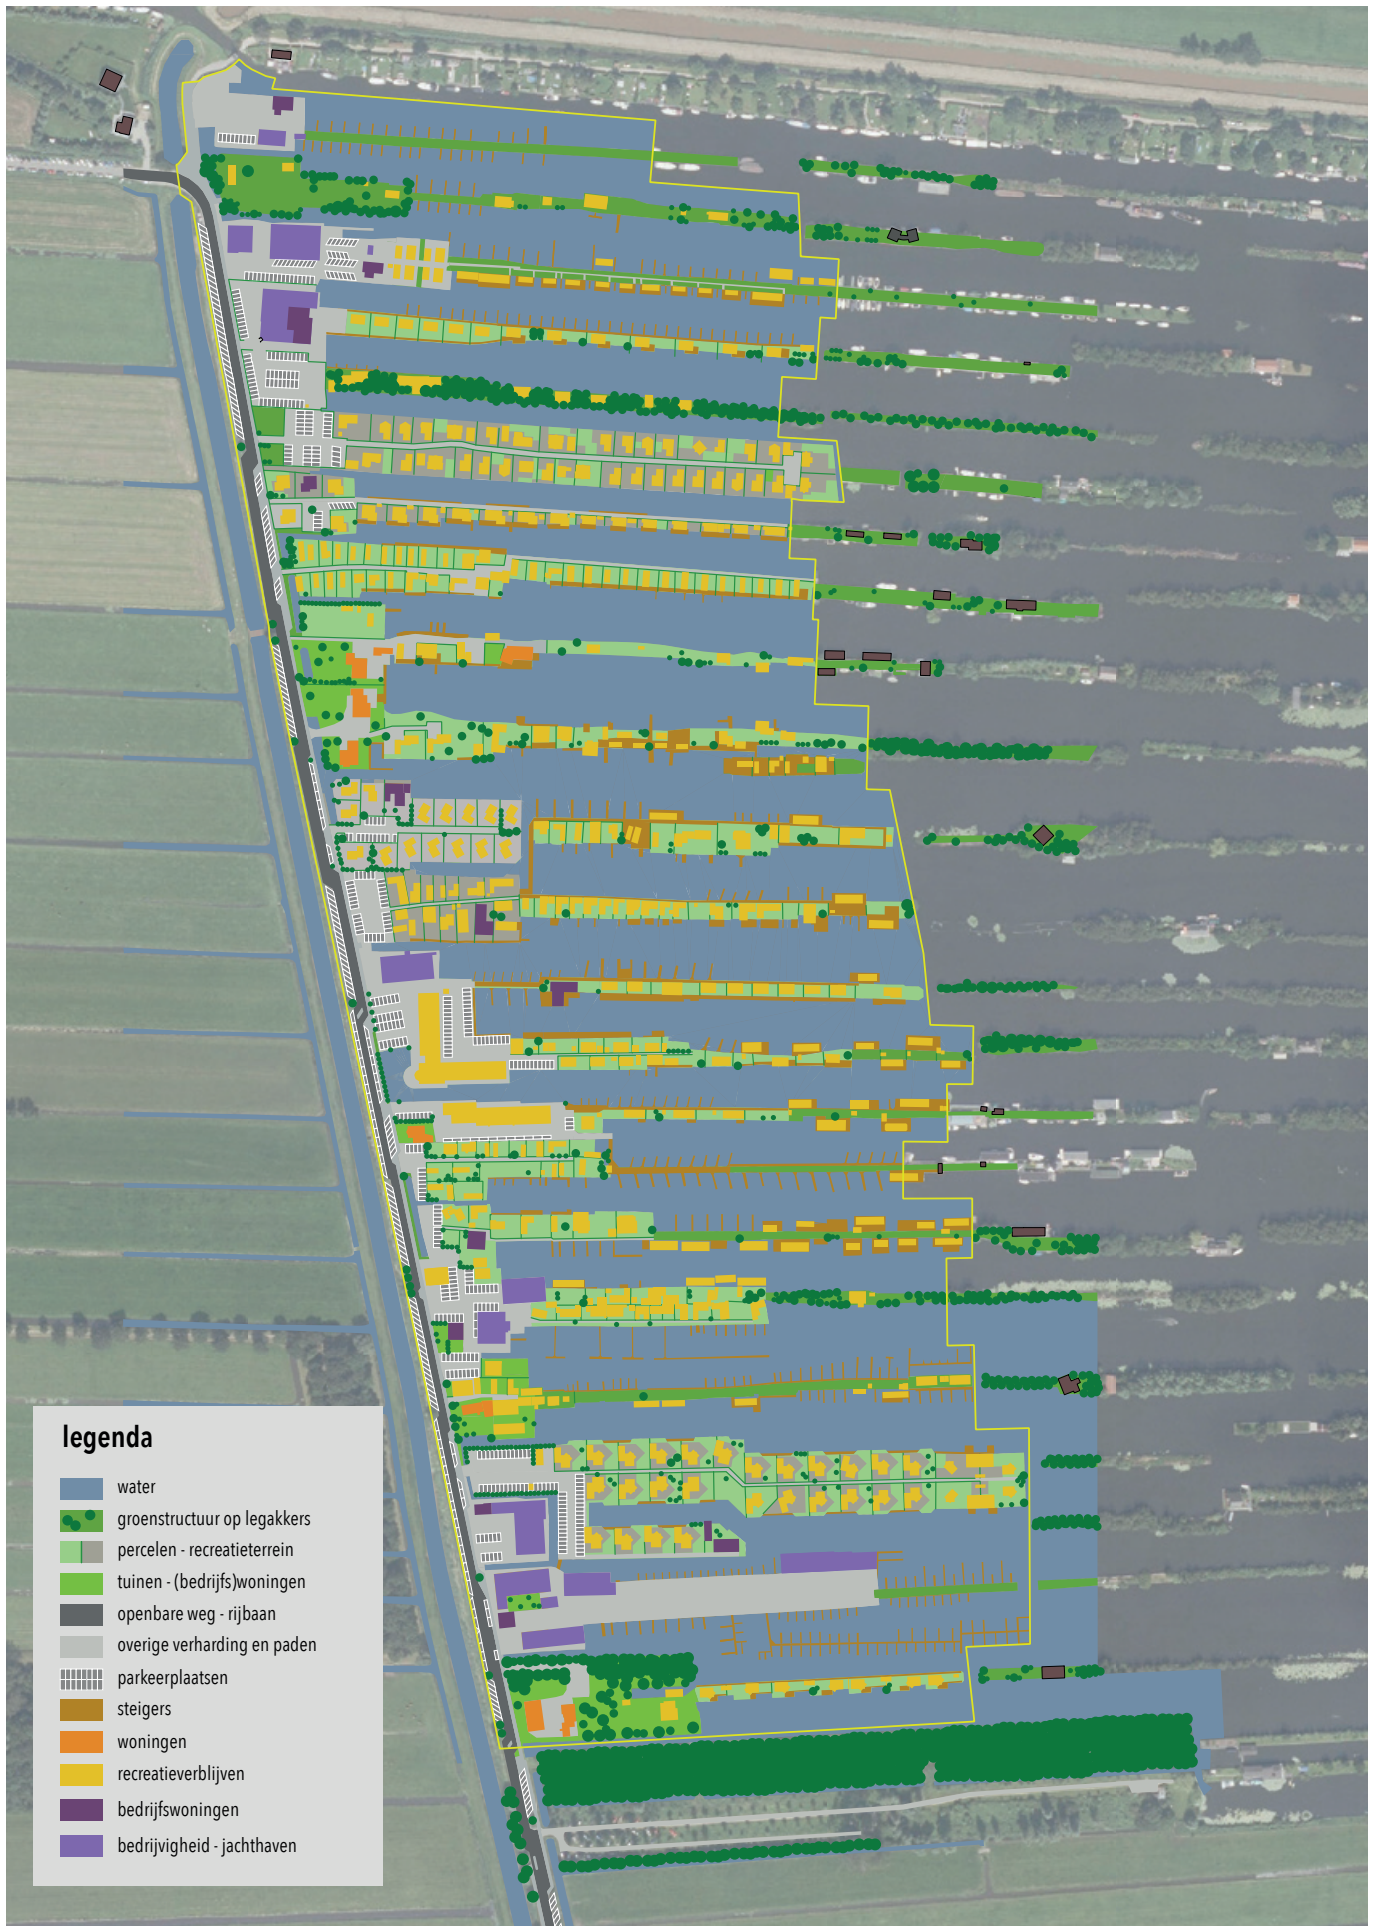 legenda
water
groenstructuur op legakkers
percelen - recreatieterrein
tuinen - (bedrijfs)woningen
openbare weg - rijbaan
overige verharding en paden
parkeerplaatsen
steigers
woningen
recreatieverblijven
bedrijfswoningen
bedrijvigheid - jachthaven